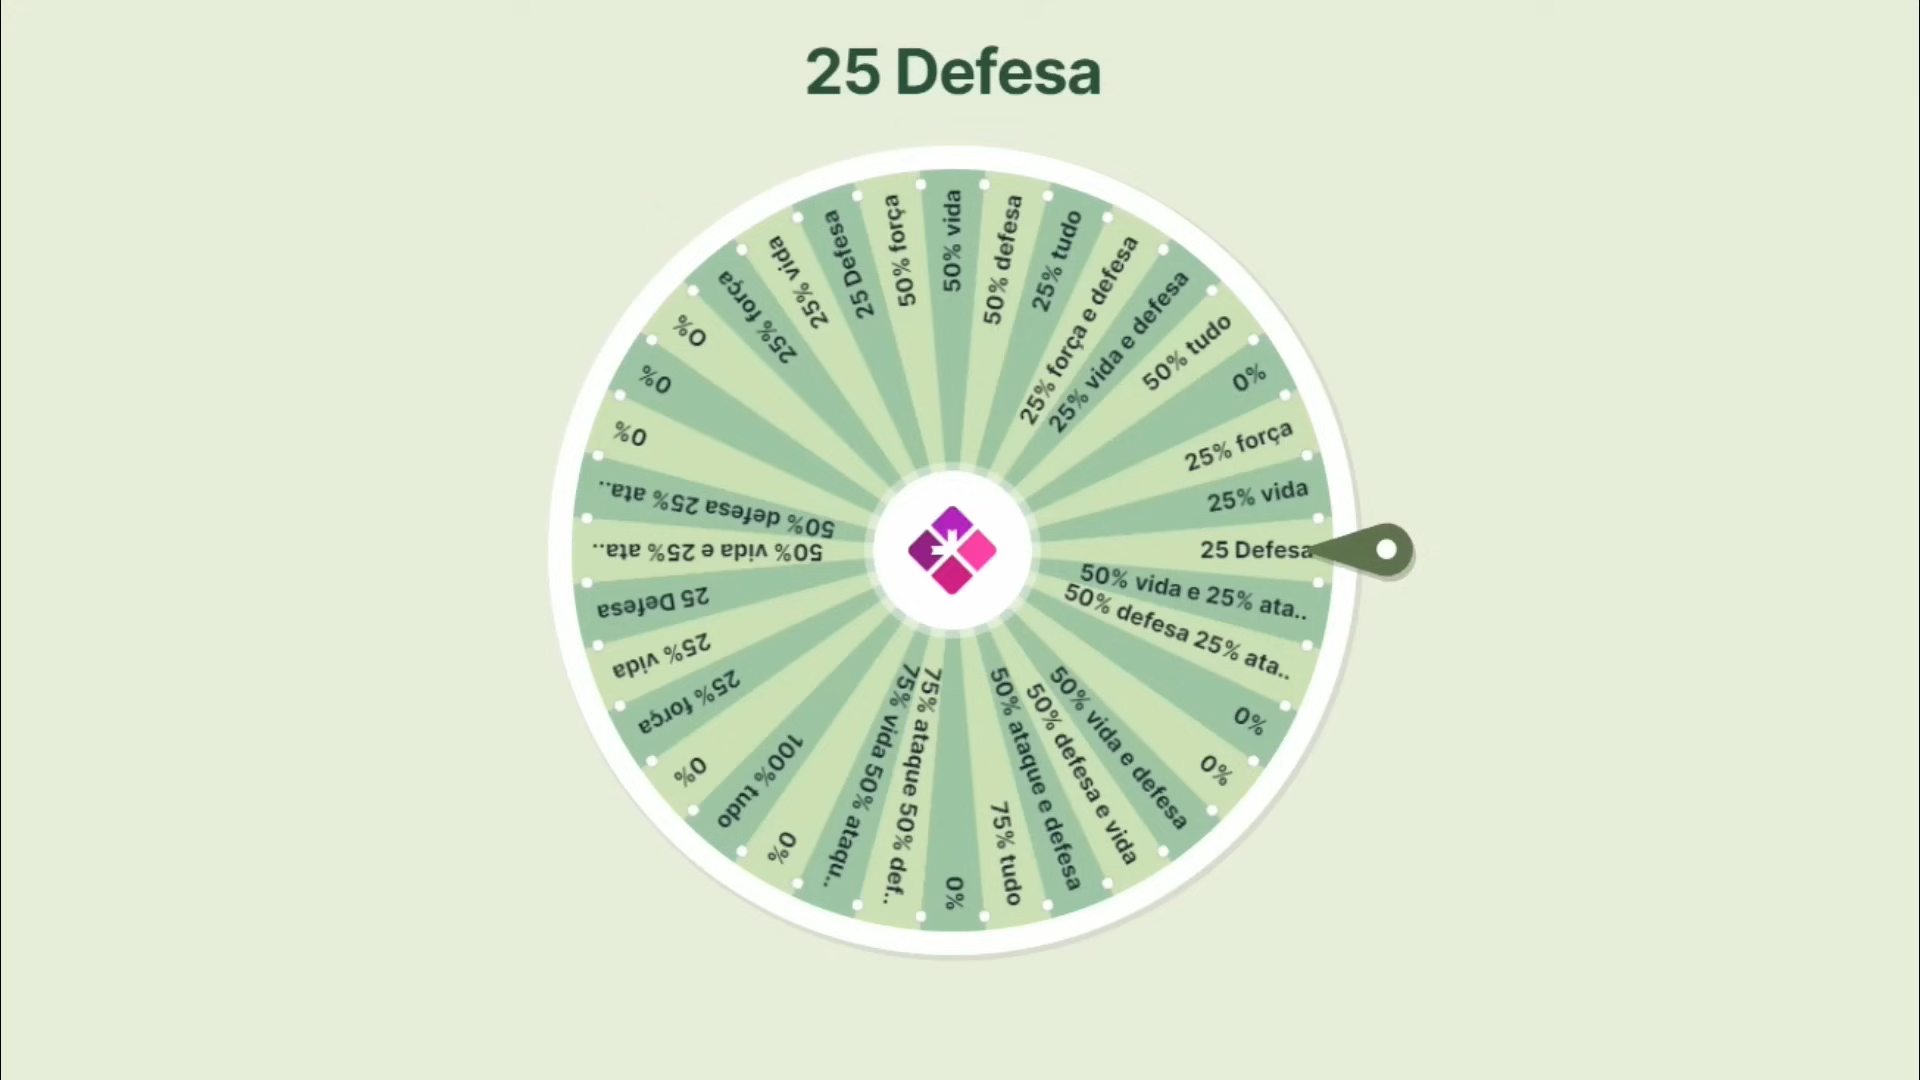 25 Defesa
50% vida
50% defesa
25% tudo
25% força e defesa
25% vida e defesa
50% tudo
0%
25% força
25% vida
25 Defesa
50% vida e 25% ata..
50% defesa 25% ata..
0%
0%
50% vida e defesa
50% defesa e vida
50% ataque e defesa
75% tudo
0%
75% ataque 50% def..
75% vida 50% ataqu..
0%
100% tudo
0%
25% força
25% vida
25 Defesa
50% vida e 25% ata..
50% defesa 25% ata..
0%
0%
0%
25% força
25% vida
25 Defesa
50% força